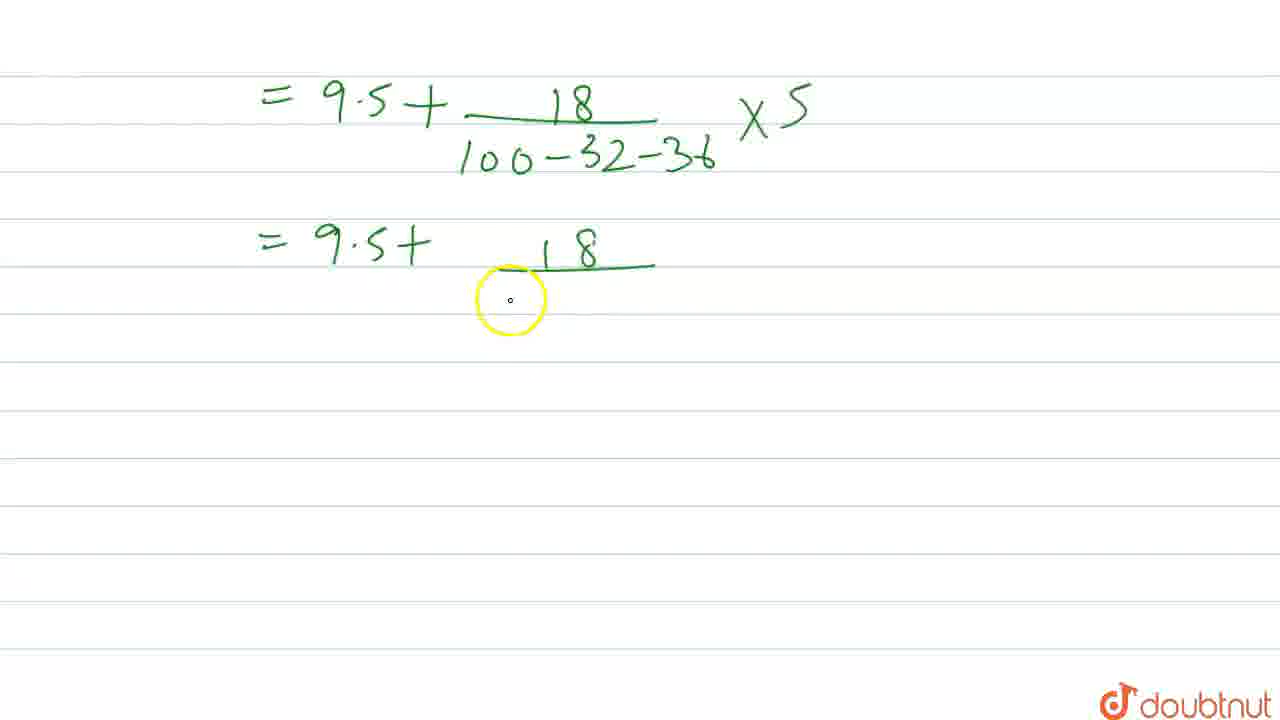 = 9.5 + 18 × 5
100 - 32 - 36
= 9.5 + 18
doubtnut